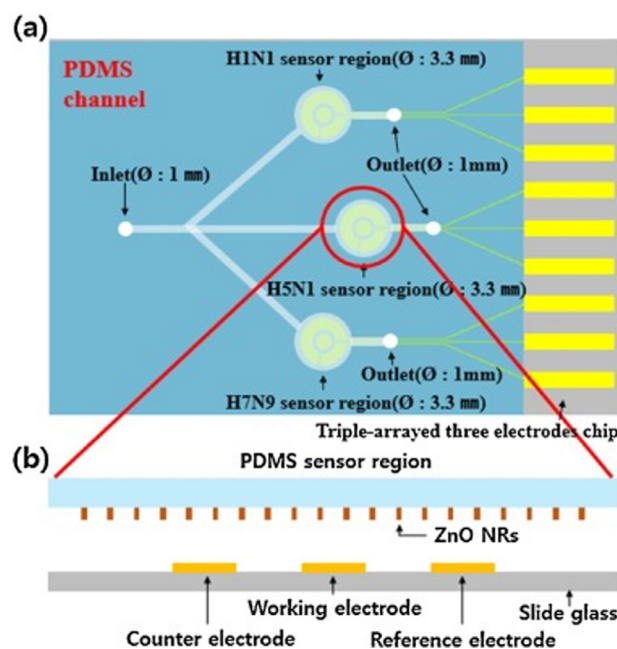 (a)
H1N1 sensor region(Ø : 3.3 ㎜)
PDMS
channel
Inlet(Ø : 1 ㎜)
Outlet(Ø : 1mm)
H5N1 sensor region(Ø : 3.3 ㎜)
Outlet(Ø : 1mm)
H7N9 sensor region(Ø : 3.3 ㎜)
Triple-arrayed three electrodes chip
(b)
PDMS sensor region
ZnO NRs
Working electrode
Slide glass
Counter electrode
Reference electrode